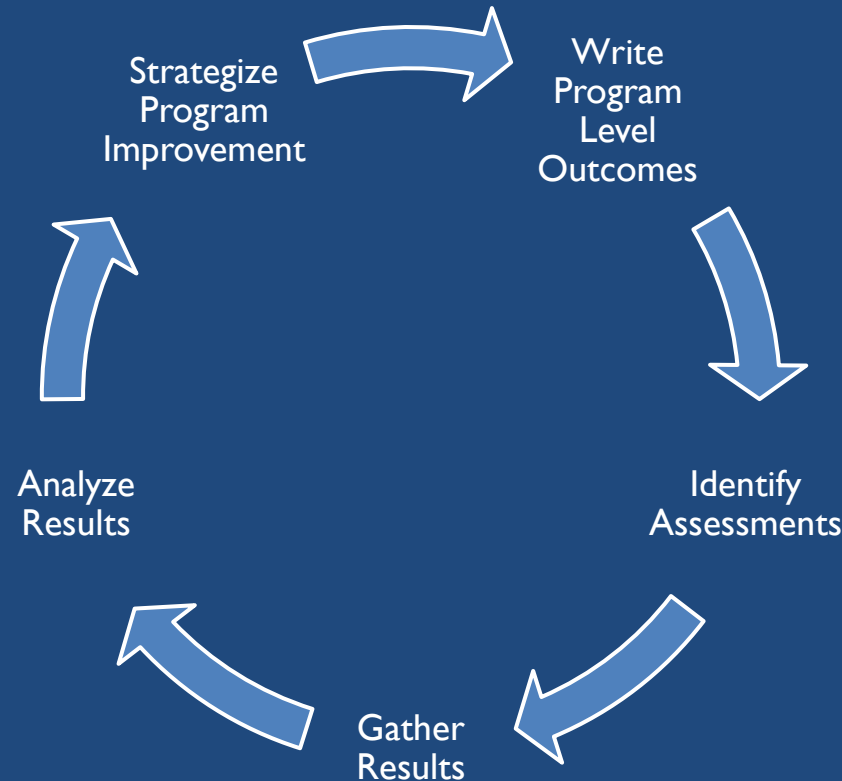 Strategize
Program
Improvement
Write
Program
Level
Outcomes
Identify
Assessments
Gather
Results
Analyze
Results